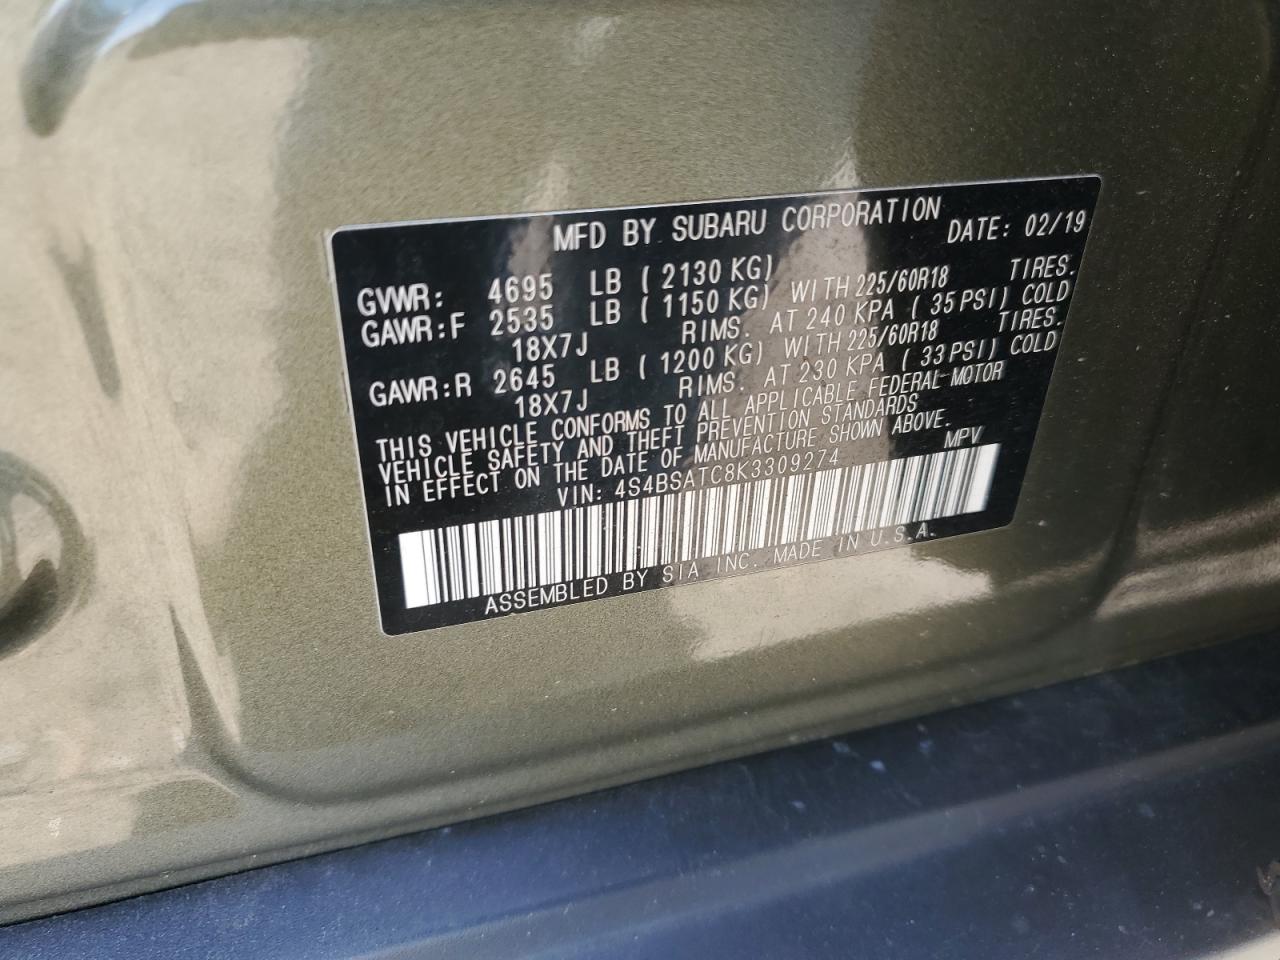 MFD BY SUBARU CORPORATION DATE: 02/19
GVWR: 4695 LB ( 2130 KG)
GAWR:F 2535 LB ( 1150 KG) WITH 225/60R18 TIRES.
18X7J RIMS. AT 240 KPA ( 35 PSI) COLD
GAWR:R 2645 LB ( 1200 KG) WITH 225/60R18 TIRES.
18X7J RIMS. AT 230 KPA ( 33 PSI) COLD
THIS VEHICLE CONFORMS TO ALL APPLICABLE FEDERAL MOTOR
VEHICLE SAFETY AND THEFT PREVENTION STANDARDS
IN EFFECT ON THE DATE OF MANUFACTURE SHOWN ABOVE.
VIN: 4S4BSATC8K3309274 MPV
ASSEMBLED BY SIA INC. MADE IN U.S.A.